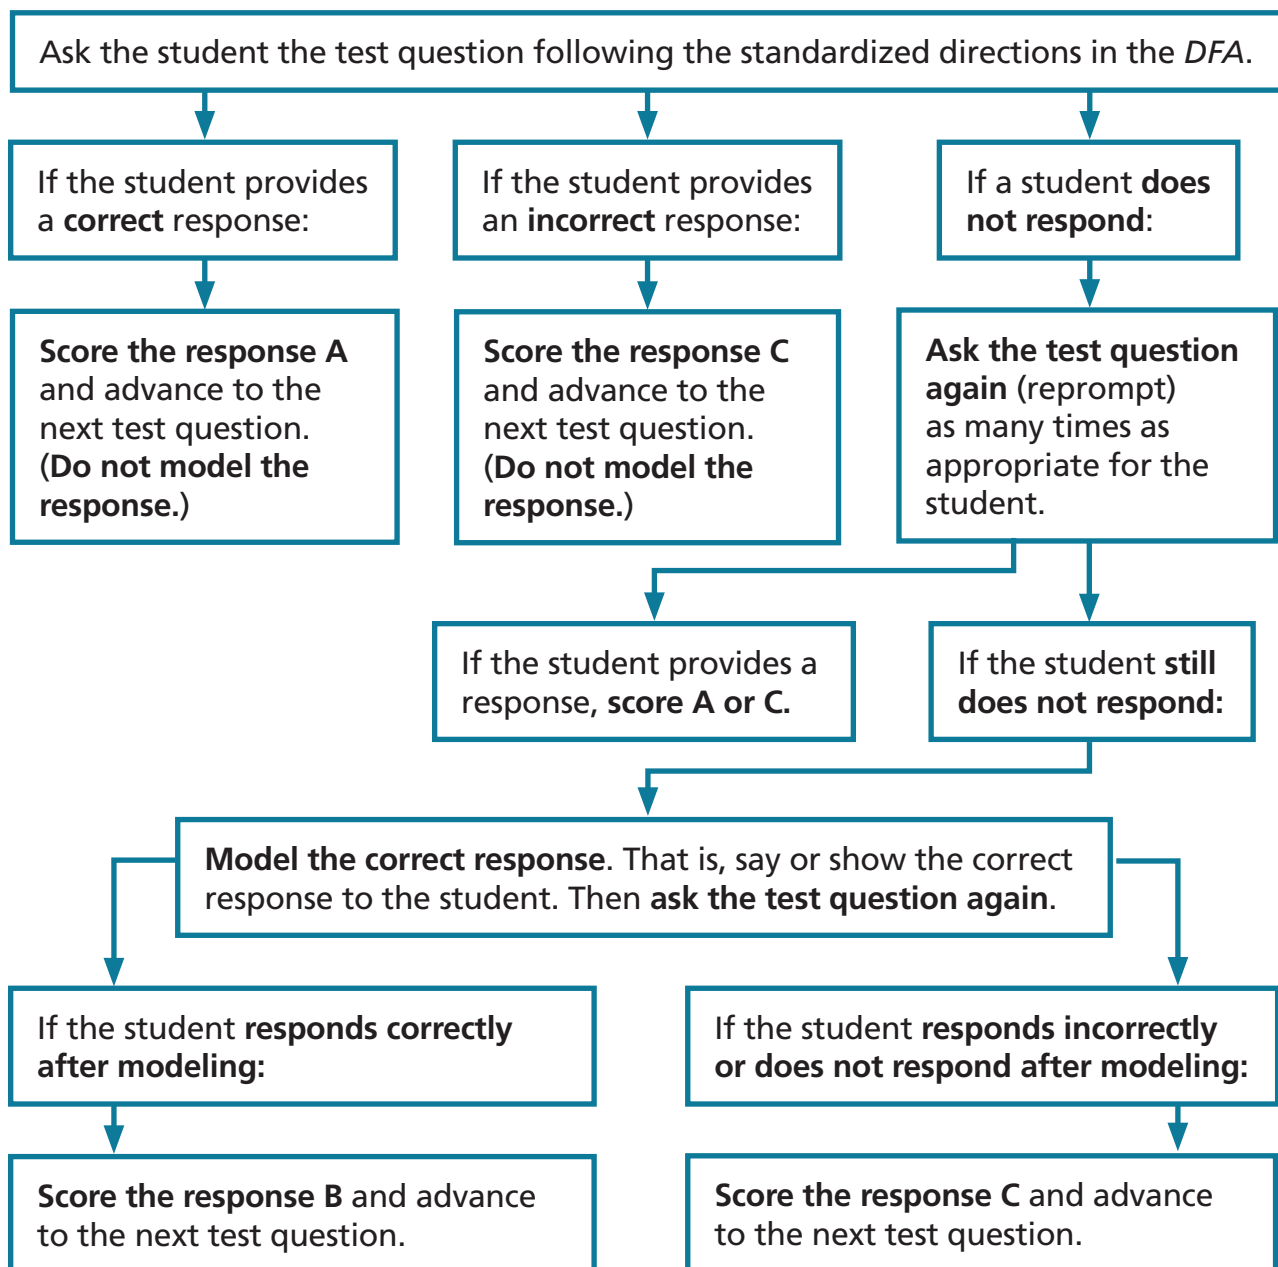 Ask the student the test question following the standardized directions in the DFA.
If the student provides
a correct response:
If the student provides
an incorrect response:
If a student does
not respond:
Score the response A
and advance to the
next test question.
(Do not model the
response.)
Score the response C
and advance to the
next test question.
(Do not model the
response.)
Ask the test question
again (reprompt)
as many times as
appropriate for the
student.
If the student provides a
response, score A or C.
If the student still
does not respond:
Model the correct response. That is, say or show the correct
response to the student. Then ask the test question again.
If the student responds correctly
after modeling:
If the student responds incorrectly
or does not respond after modeling:
Score the response B and advance
to the next test question.
Score the response C and advance
to the next test question.